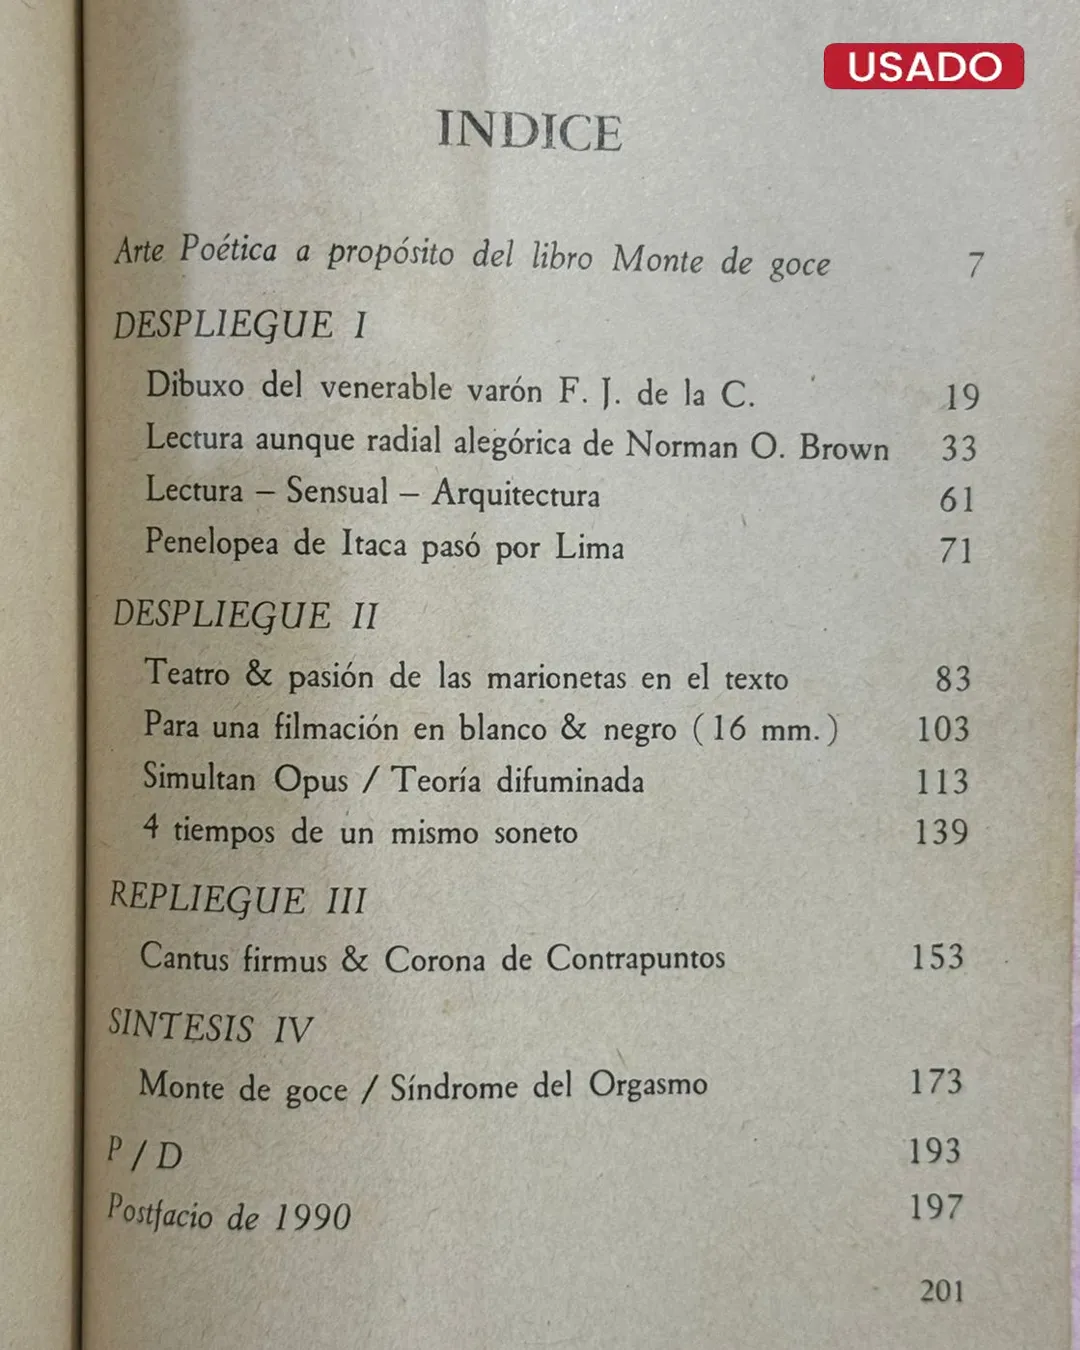 USADO
INDICE
Arte Poética a propósito del libro Monte de goce 7
DESPLIEGUE I
Dibuxo del venerable varón F. J. de la C. 19
Lectura aunque radial alegórica de Norman O. Brown 33
Lectura – Sensual – Arquitectura 61
Penelopea de Itaca pasó por Lima 71
DESPLIEGUE II
Teatro & pasión de las marionetas en el texto 83
Para una filmación en blanco & negro (16 mm.) 103
Simultan Opus / Teoría difuminada 113
4 tiempos de un mismo soneto 139
REPLIEGUE III
Cantus firmus & Corona de Contrapuntos 153
SINTESIS IV
Monte de goce / Síndrome del Orgasmo 173
P / D 193
Postfacio de 1990 197
201